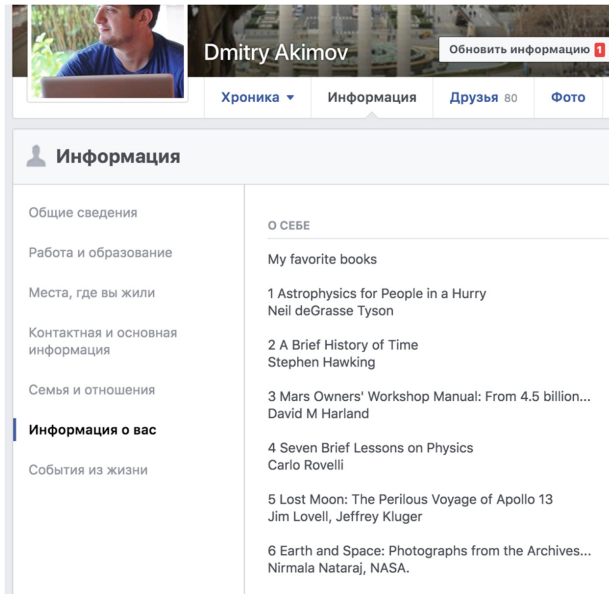 Dmitry Akimov
Обновить информацию 1
Хроника
Информация
Друзья 80
Фото
Информация
Общие сведения
Работа и образование
Места, где вы жили
Контактная и основная
информация
Семья и отношения
Информация о вас
События из жизни
О СЕБЕ
My favorite books
1 Astrophysics for People in a Hurry
Neil deGrasse Tyson
2 A Brief History of Time
Stephen Hawking
3 Mars Owners' Workshop Manual: From 4.5 billion...
David M Harland
4 Seven Brief Lessons on Physics
Carlo Rovelli
5 Lost Moon: The Perilous Voyage of Apollo 13
Jim Lovell, Jeffrey Kluger
6 Earth and Space: Photographs from the Archives...
Nirmala Nataraj, NASA.